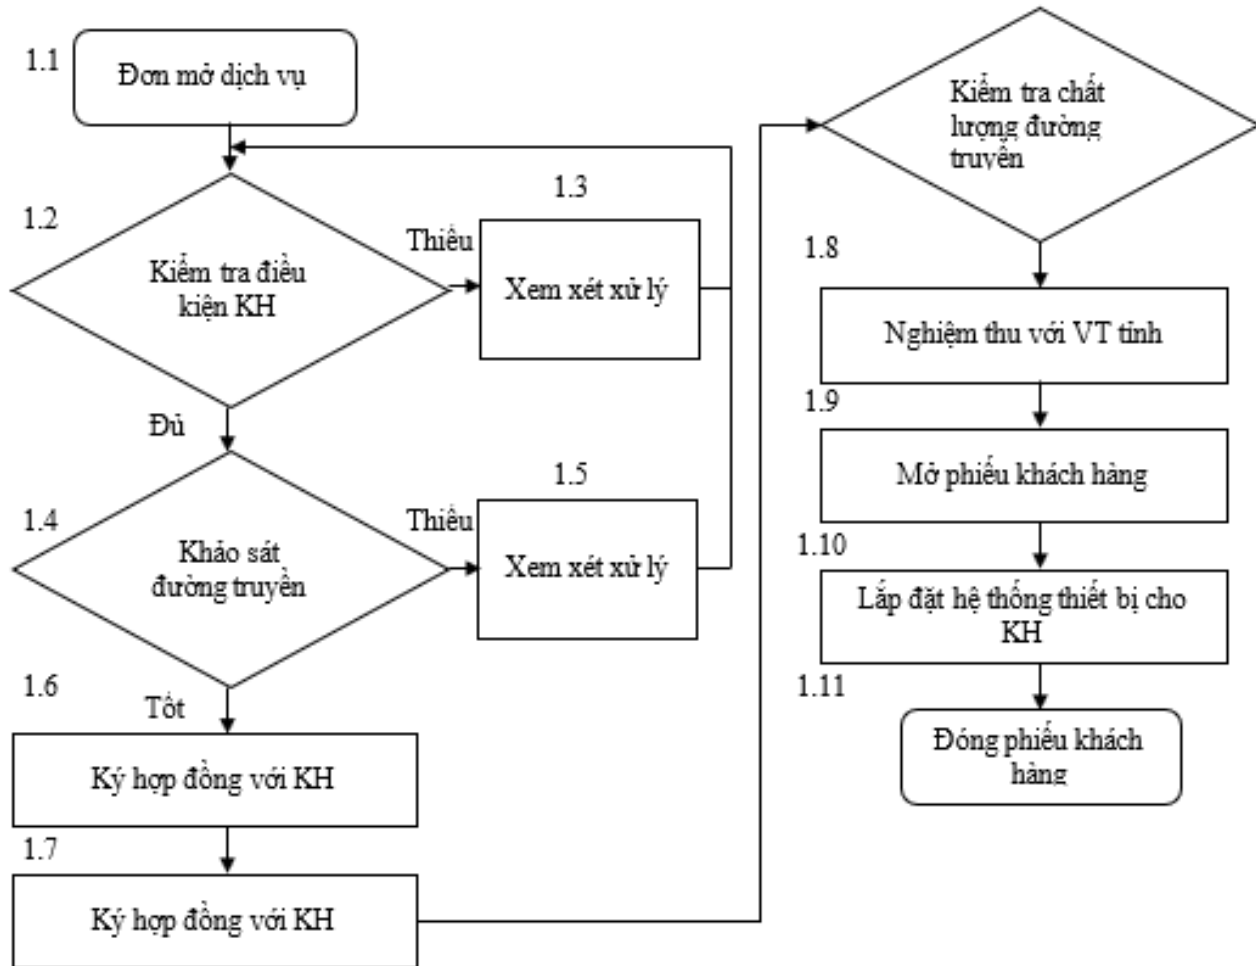 1.1
Đơn mở dịch vụ
1.2
Kiểm tra điều
kiện KH
Thiếu
1.3
Xem xét xử lý
Đủ
1.4
Khảo sát
đường truyền
Thiếu
1.5
Xem xét xử lý
1.6
Tốt
Ký hợp đồng với KH
1.7
Ký hợp đồng với KH
Kiểm tra chất
lượng đường
truyền
1.8
Nghiệm thu với VT tỉnh
1.9
Mở phiếu khách hàng
1.10
Lắp đặt hệ thống thiết bị cho
KH
1.11
Đóng phiếu khách
hàng